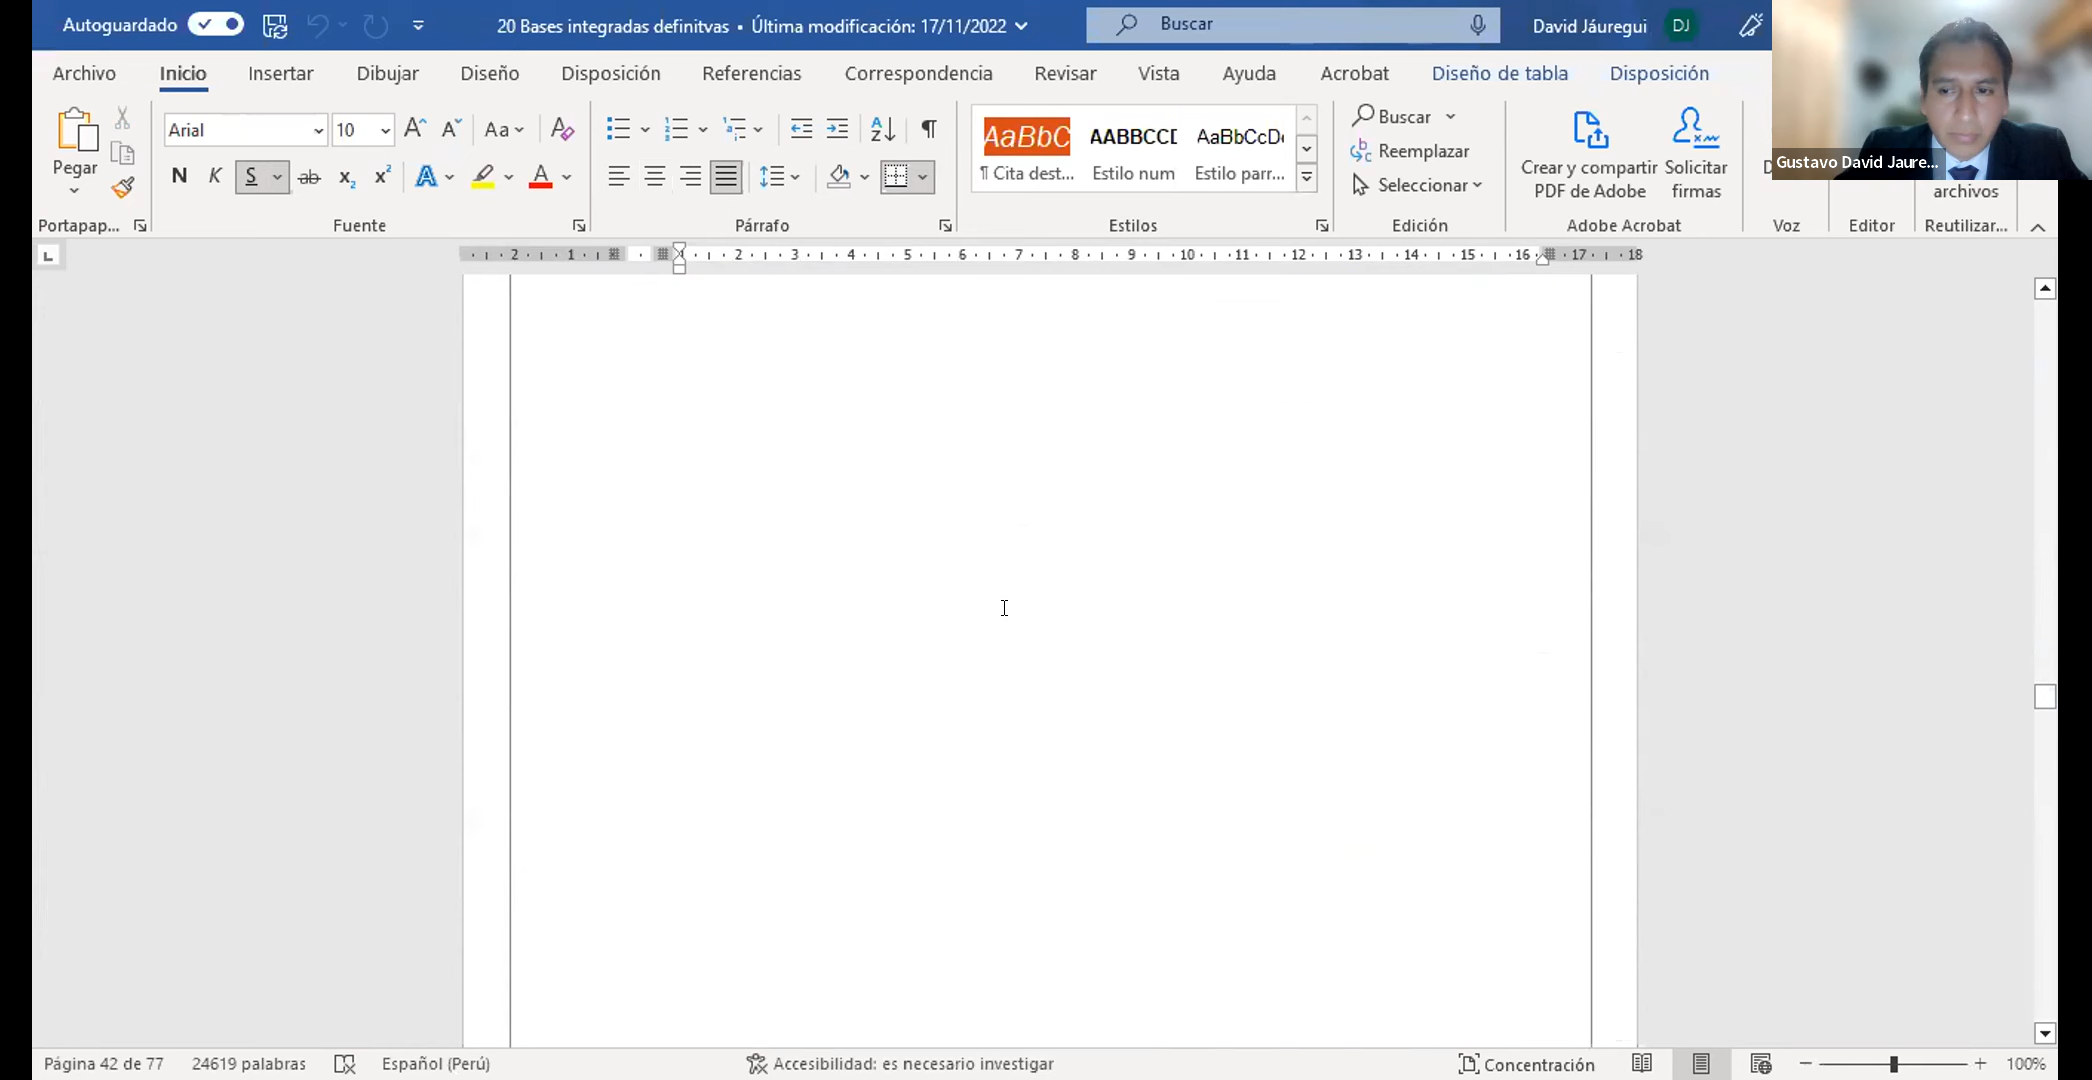 Autoguardado
20 Bases integradas definitvas • Última modificación: 17/11/2022
Buscar
David Jáuregui DJ
Archivo Inicio Insertar Dibujar Diseño Disposición Referencias Correspondencia Revisar Vista Ayuda Acrobat Diseño de tabla Disposición
Gustavo David Jaure...
Pegar
Arial 10
Aa
N K S ab x₂ x² A A
AaBbC AABBCCD AaBbCcD
¶ Cita dest... Estilo num Estilo parr...
Buscar
Reemplazar
Seleccionar
Crear y compartir
PDF de Adobe
Solicitar
firmas
archivos
Portapap... Fuente Párrafo Estilos Edición Adobe Acrobat Voz Editor Reutilizar...
2 1 1 2 3 4 5 6 7 8 9 10 11 12 13 14 15 16 17 18
Página 42 de 77 24619 palabras Español (Perú) Accesibilidad: es necesario investigar Concentración 100%